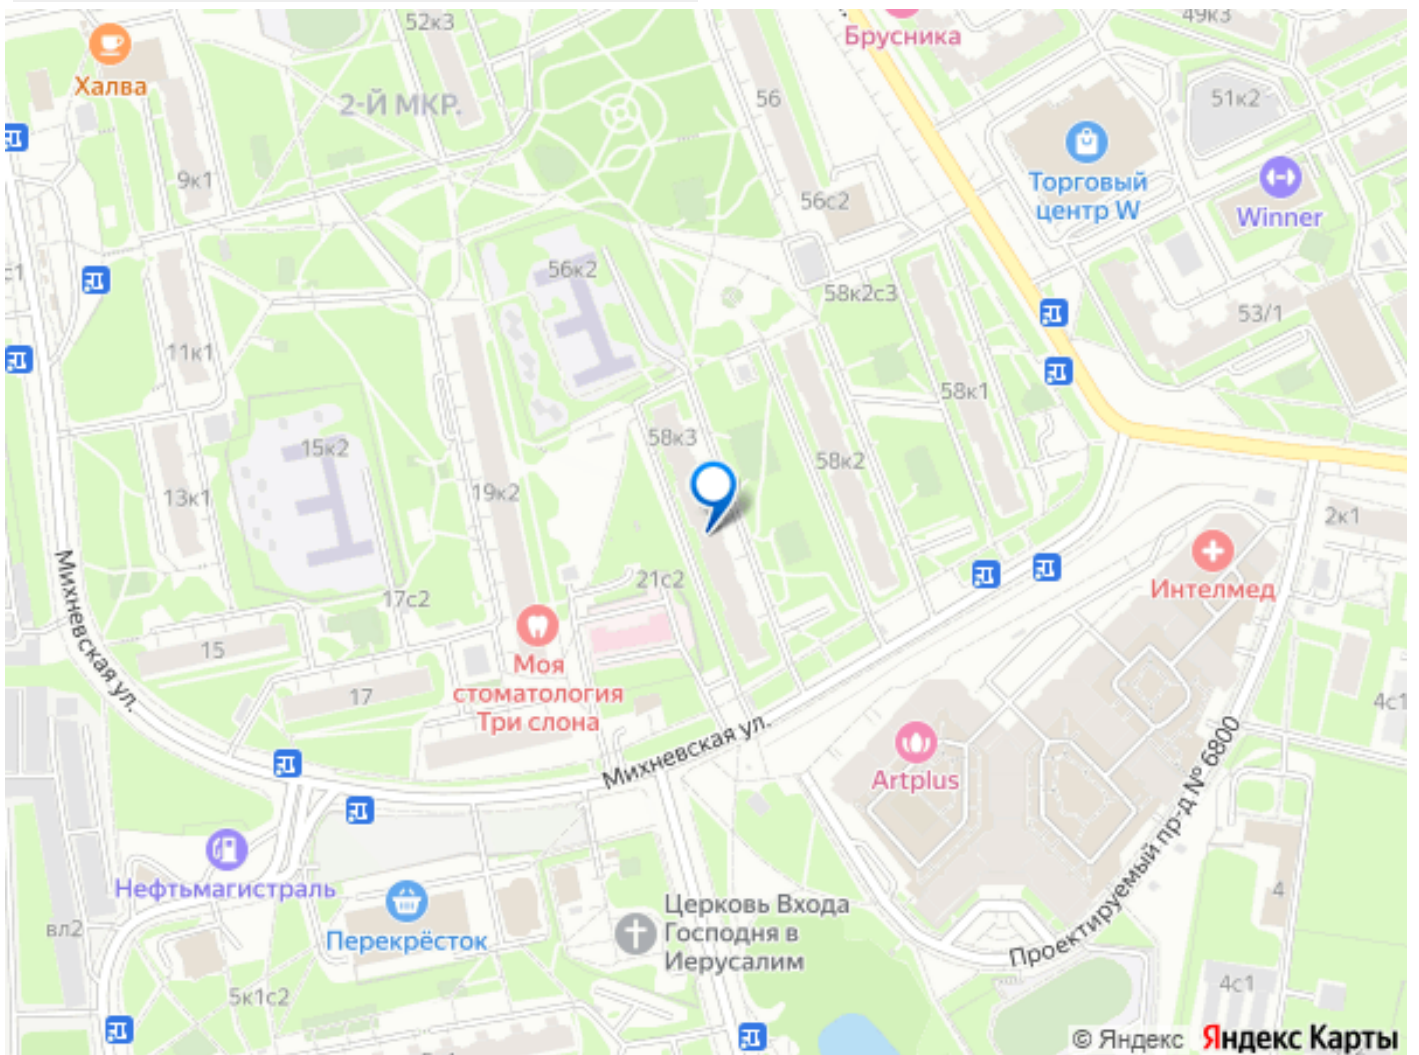 52к3
Брусника
49к3
Халва
2-Й МКР.
56
51к2
9к1
Торговый
центр W
56с2
Winner
с1
56к2
58к2с3
53/1
11к1
58к1
58к3
15к2
58к2
13к1
19к2
2к1
Михневская ул.
21с2
Интелмед
17с2
15
Моя
стоматология
Три слона
17
4с1
Михневская ул.
Artplus
Проектируемый пр-д № 6800
Нефтьмагистраль
4
вл2
Перекрёсток
Церковь Входа
Господня в
Иерусалим
5к1с2
4с1
© Яндекс Яндекс Карты